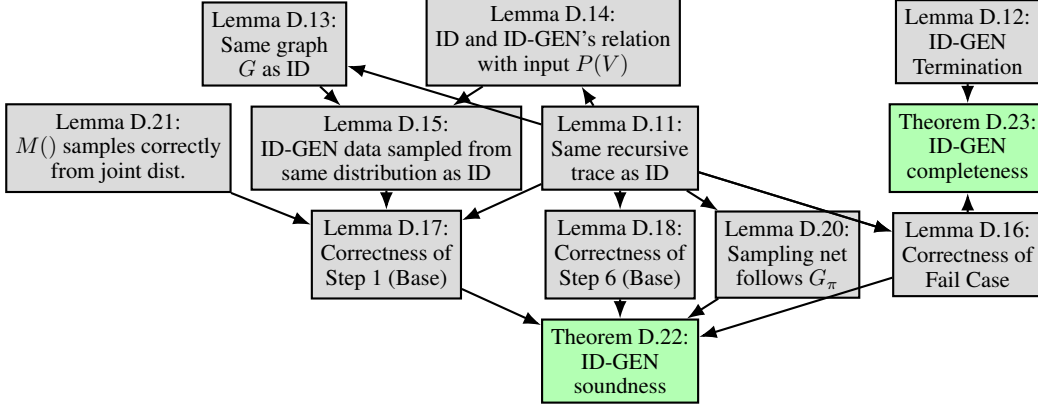 Lemma D.13:
Same graph
G as ID
Lemma D.14:
ID and ID-GEN's relation
with input P(V)
Lemma D.12:
ID-GEN
Termination
Lemma D.21:
M() samples correctly
from joint dist.
Lemma D.15:
ID-GEN data sampled from
same distribution as ID
Lemma D.11:
Same recursive
trace as ID
Theorem D.23:
ID-GEN
completeness
Lemma D.17:
Correctness of
Step 1 (Base)
Lemma D.18:
Correctness of
Step 6 (Base)
Lemma D.20:
Sampling net
follows G_π
Lemma D.16:
Correctness of
Fail Case
Theorem D.22:
ID-GEN
soundness